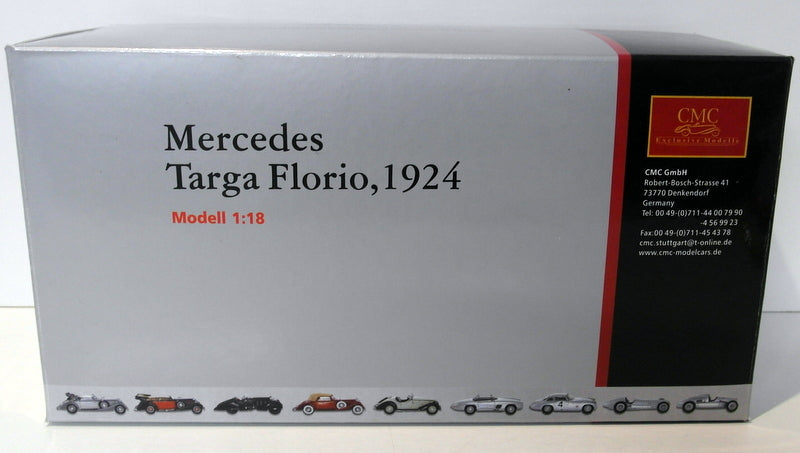 Mercedes
Targa Florio, 1924
Modell 1:18
CMC
Exclusive Modelle
CMC GmbH
Robert-Bosch-Strasse 41
73770 Denkendorf
Germany
Tel: 00 49-(0)711-44 00 79 90
-4 56 99 23
Fax: 00 49-(0)711-45 43 78
cmc.stuttgart@t-online.de
www.cmc-modelcars.de
4